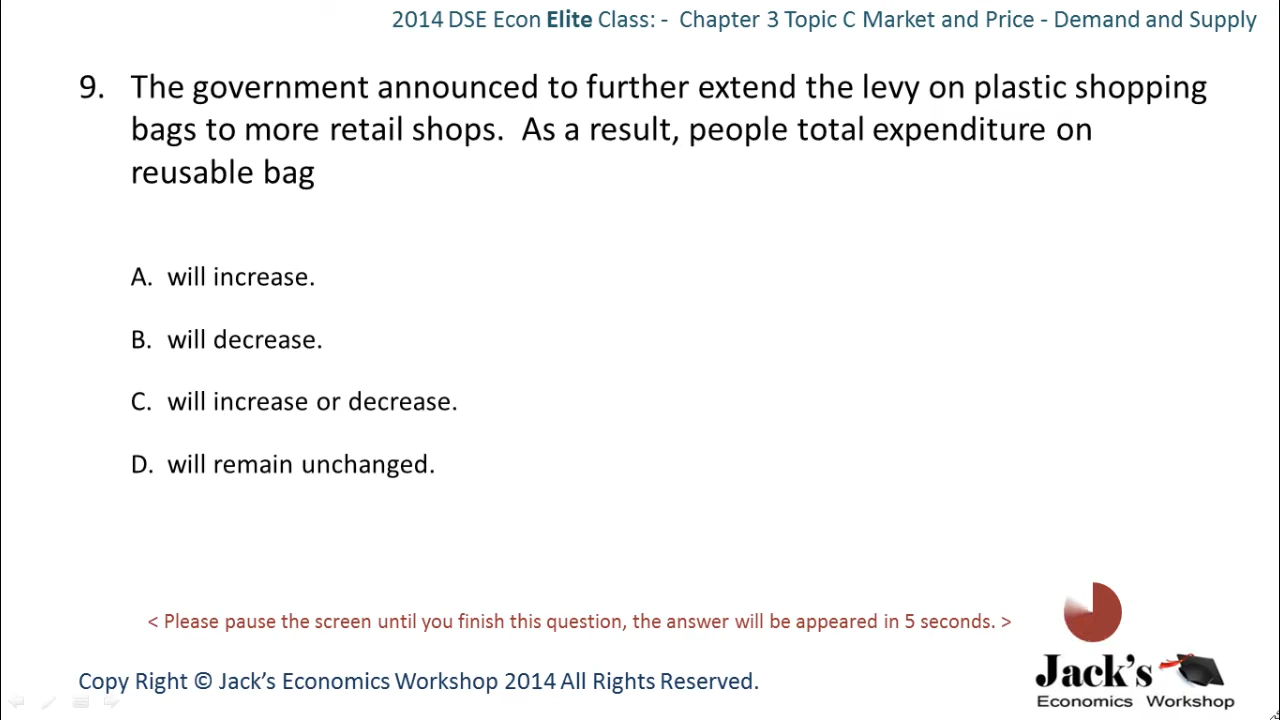 2014 DSE Econ Elite Class: - Chapter 3 Topic C Market and Price - Demand and Supply
9. The government announced to further extend the levy on plastic shopping
bags to more retail shops. As a result, people total expenditure on
reusable bag
A. will increase.
B. will decrease.
C. will increase or decrease.
D. will remain unchanged.
< Please pause the screen until you finish this question, the answer will be appeared in 5 seconds. >
Jack's
Economics Workshop
Copy Right © Jack's Economics Workshop 2014 All Rights Reserved.